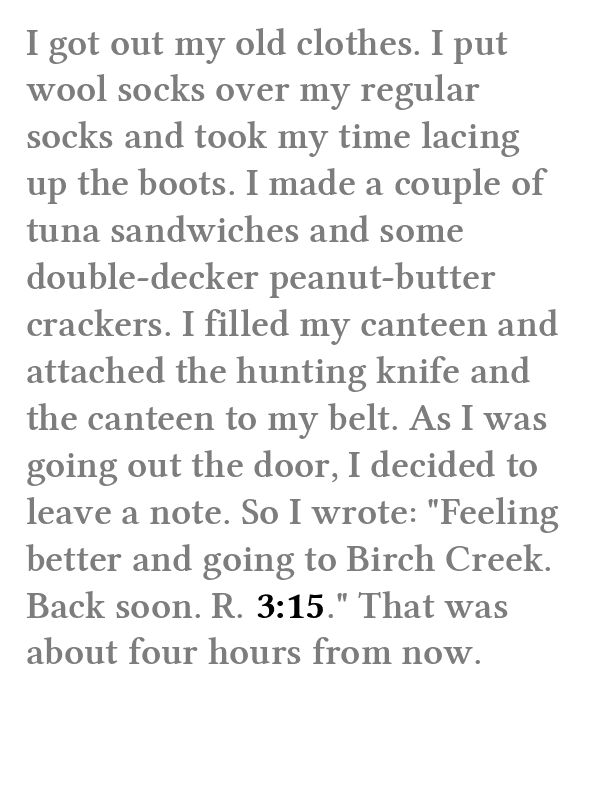 I got out my old clothes. I put
wool socks over my regular
socks and took my time lacing
up the boots. I made a couple of
tuna sandwiches and some
double-decker peanut-butter
crackers. I filled my canteen and
attached the hunting knife and
the canteen to my belt. As I was
going out the door, I decided to
leave a note. So I wrote: "Feeling
better and going to Birch Creek.
Back soon. R. 3:15." That was
about four hours from now.